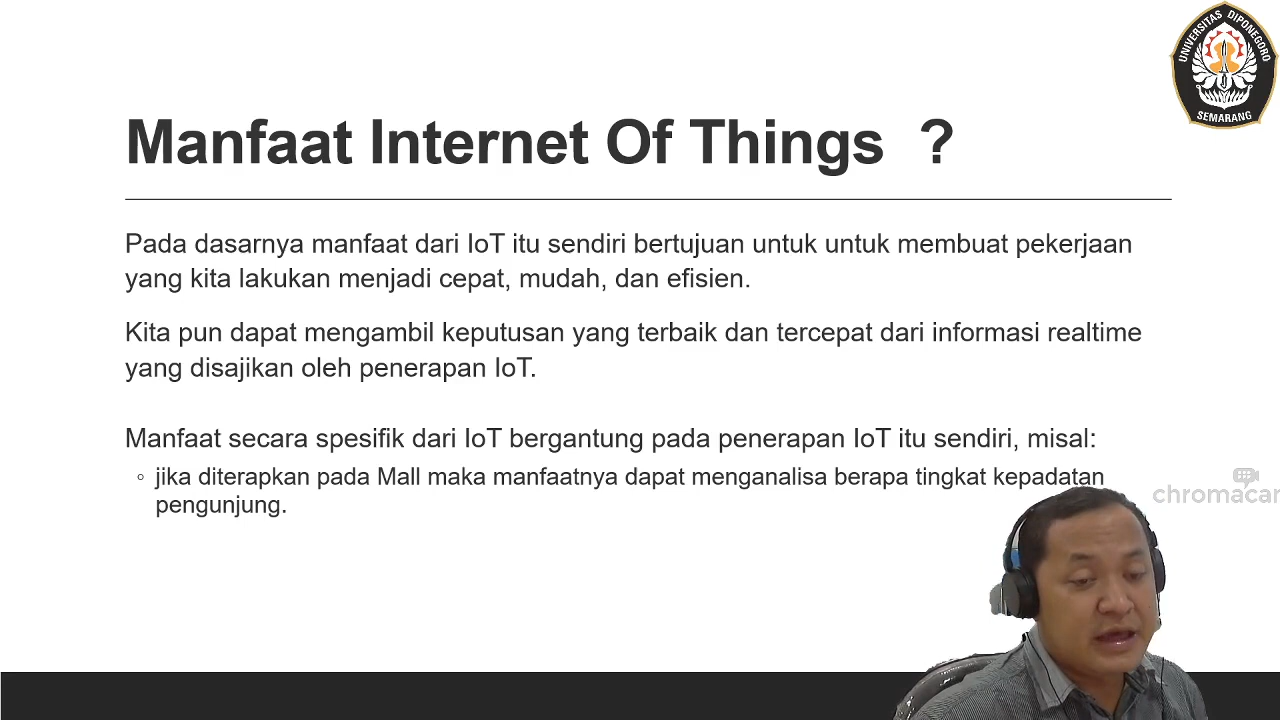 UNIVERSITAS DIPONEGORO
SEMARANG
Manfaat Internet Of Things ?
Pada dasarnya manfaat dari IoT itu sendiri bertujuan untuk untuk membuat pekerjaan
yang kita lakukan menjadi cepat, mudah, dan efisien.
Kita pun dapat mengambil keputusan yang terbaik dan tercepat dari informasi realtime
yang disajikan oleh penerapan IoT.
Manfaat secara spesifik dari IoT bergantung pada penerapan IoT itu sendiri, misal:
◦ jika diterapkan pada Mall maka manfaatnya dapat menganalisa berapa tingkat kepadatan
pengunjung.
chromacam